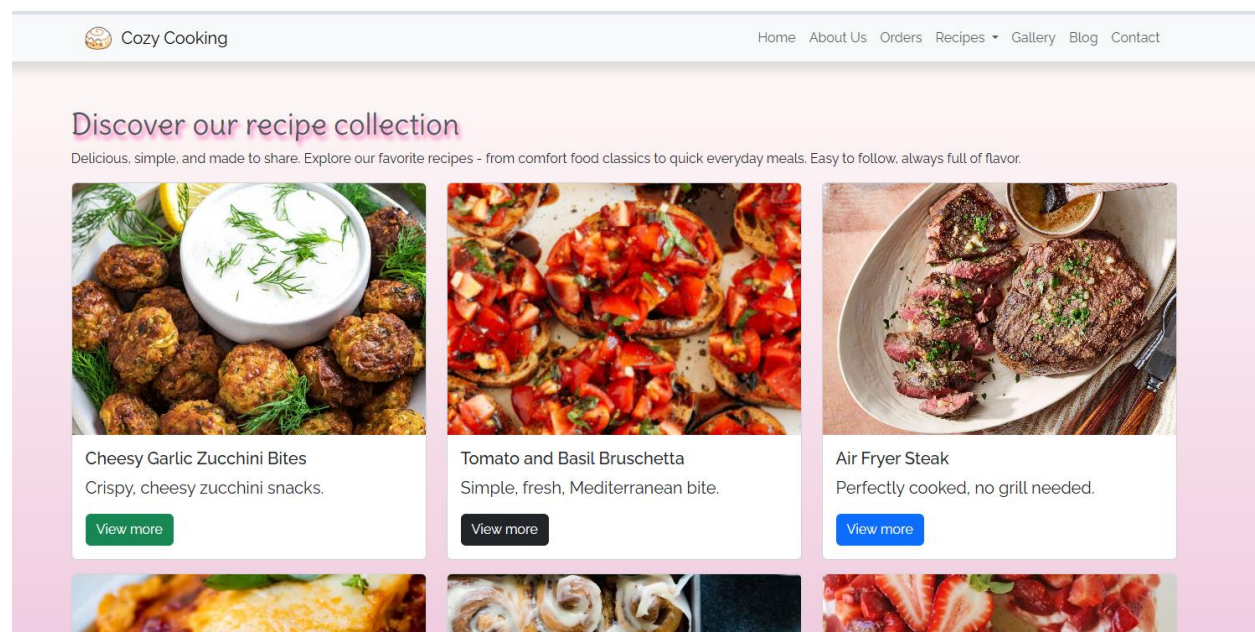 Cozy Cooking
Home About Us Orders Recipes Gallery Blog Contact
Discover our recipe collection
Delicious, simple, and made to share. Explore our favorite recipes - from comfort food classics to quick everyday meals. Easy to follow, always full of flavor.
Cheesy Garlic Zucchini Bites
Crispy, cheesy zucchini snacks.
View more
Tomato and Basil Bruschetta
Simple, fresh, Mediterranean bite.
View more
Air Fryer Steak
Perfectly cooked, no grill needed.
View more